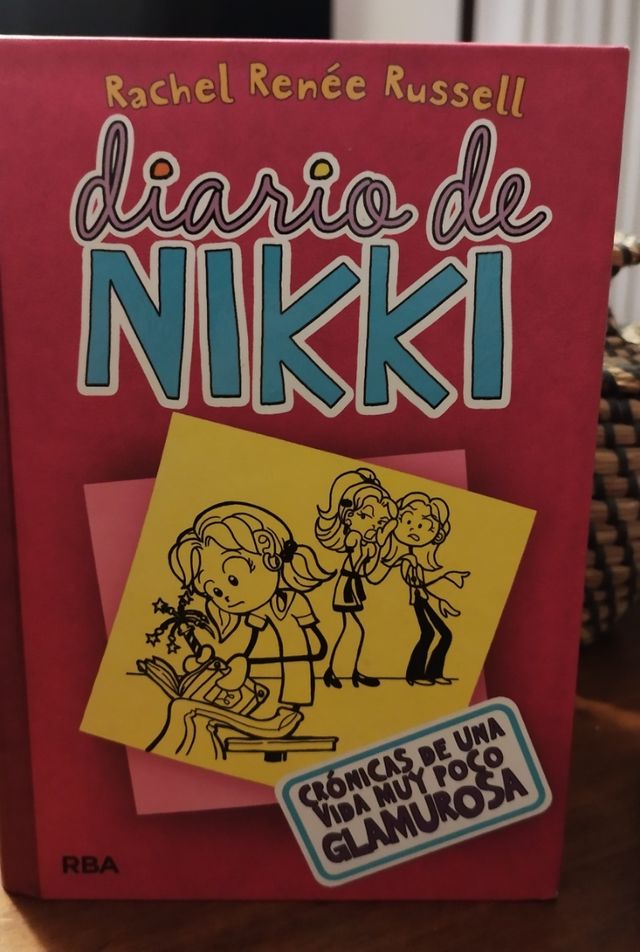 Rachel Renée Russell
diario de
NIKKI
CRÓNICAS DE UNA
VIDA MUY POCO
GLAMUROSA
RBA